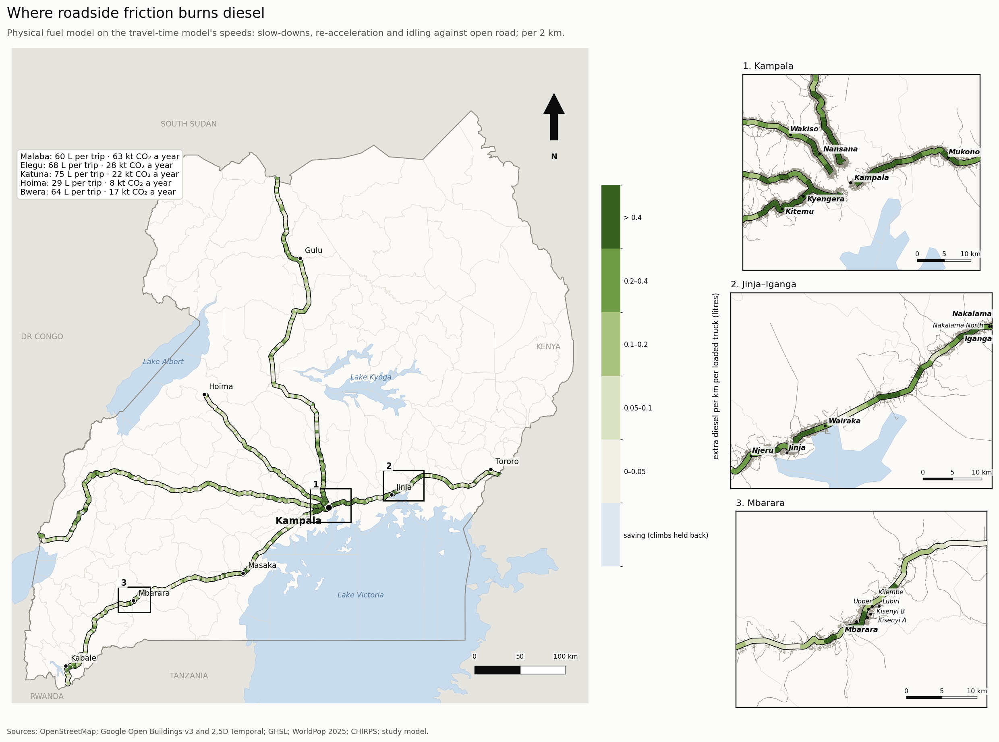 Where roadside friction burns diesel
Physical fuel model on the travel-time model's speeds: slow-downs, re-acceleration and idling against open road; per 2 km.
SOUTH SUDAN
N
Malaba: 60 L per trip · 63 kt CO₂ a year
Elegu: 68 L per trip · 28 kt CO₂ a year
Katuna: 75 L per trip · 22 kt CO₂ a year
Hoima: 29 L per trip · 8 kt CO₂ a year
Bwera: 64 L per trip · 17 kt CO₂ a year
Gulu
DR CONGO
KENYA
Lake Albert
Lake Kyoga
Hoima
Tororo
2
Jinja
1
Kampala
Masaka
3
Mbarara
Lake Victoria
Kabale
TANZANIA
RWANDA
0 50 100 km
> 0.4
0.2–0.4
0.1–0.2
0.05–0.1
0–0.05
saving (climbs held back)
extra diesel per km per loaded truck (litres)
1. Kampala
Wakiso
Nansana
Mukono
Kampala
Kyengera
Kitemu
0 5 10 km
2. Jinja–Iganga
Nakalama
Nakalama North
Iganga
Wairaka
Njeru
Jinja
0 5 10 km
3. Mbarara
Kilembe
Upper
Lubiri
Kisenyi B
Kisenyi A
Mbarara
0 5 10 km
Sources: OpenStreetMap; Google Open Buildings v3 and 2.5D Temporal; GHSL; WorldPop 2025; CHIRPS; study model.